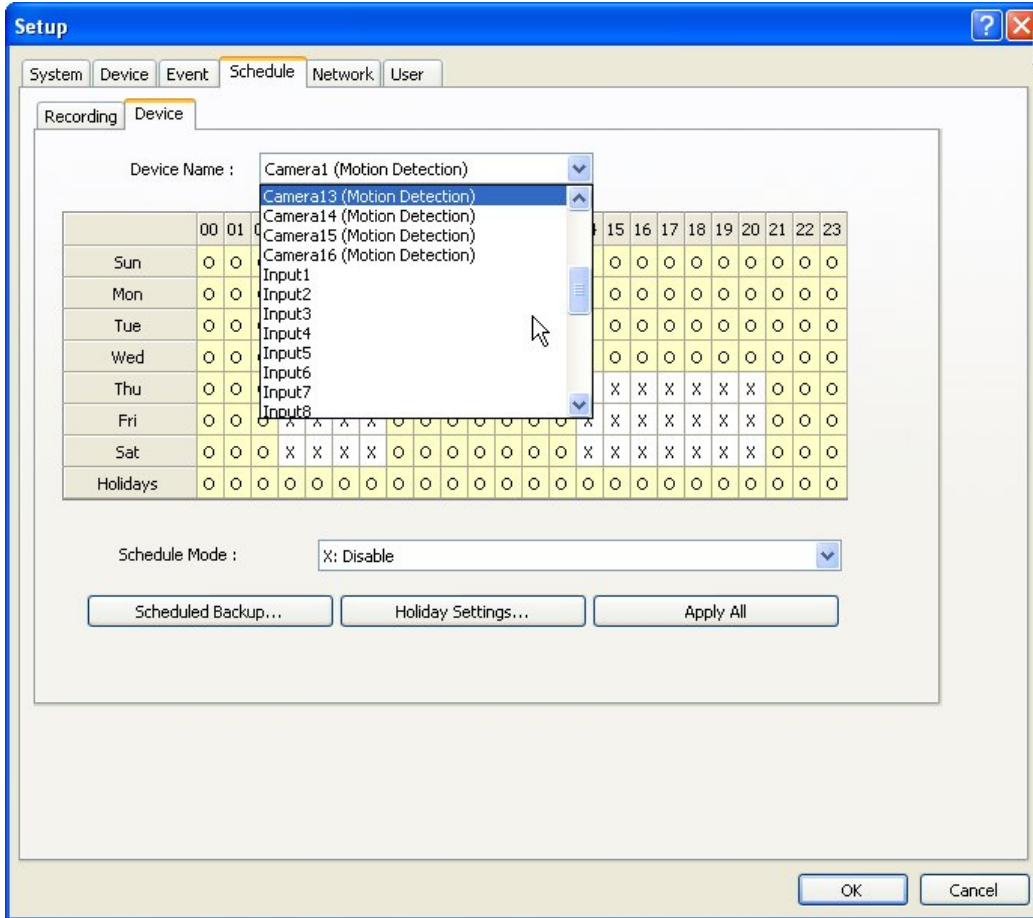 Setup
System Device Event Schedule Network User
Recording Device
Device Name : Camera1 (Motion Detection)
Camera13 (Motion Detection)
Camera14 (Motion Detection)
Camera15 (Motion Detection)
Camera16 (Motion Detection)
Input1
Input2
Input3
Input4
Input5
Input6
Input7
Input8
00 01 15 16 17 18 19 20 21 22 23
Sun O O O O O O O O O O O
Mon O O O O O O O O O O O
Tue O O O O O O O O O O O
Wed O O O O O O O O O O O
Thu O O X X X X X X O O O
Fri O O O X X X X O O O O O O O X X X X X X X O O O
Sat O O O X X X X O O O O O O O X X X X X X X O O O
Holidays O O O O O O O O O O O O O O O O O O O O O O O O
Schedule Mode : X: Disable
Scheduled Backup... Holiday Settings... Apply All
OK Cancel